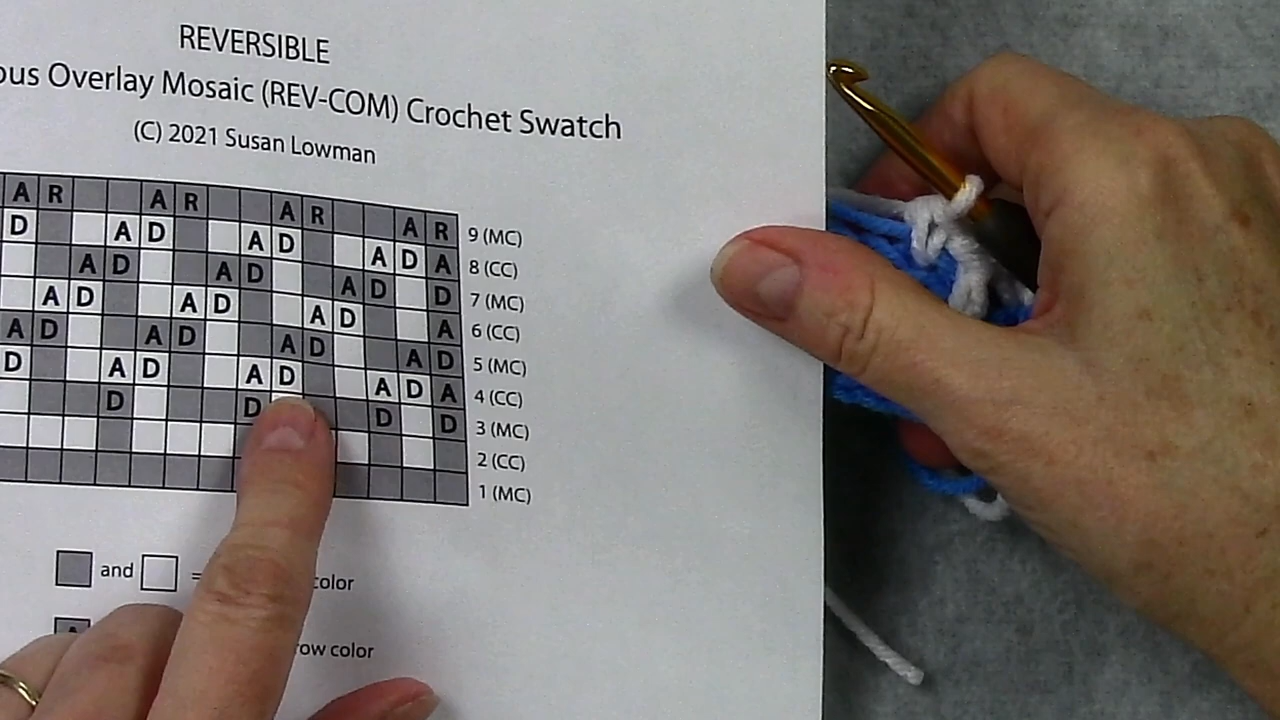 REVERSIBLE
Overlay Mosaic (REV-COM) Crochet Swatch
(C) 2021 Susan Lowman
A R A R A R A R 9 (MC)
D A D A D A D 8 (CC)
A D A D A D A 7 (MC)
A D A D A D D 6 (CC)
A D A D A D A 5 (MC)
D A D A D A D A 4 (CC)
D D D D 3 (MC)
2 (CC)
1 (MC)
and = color
row color